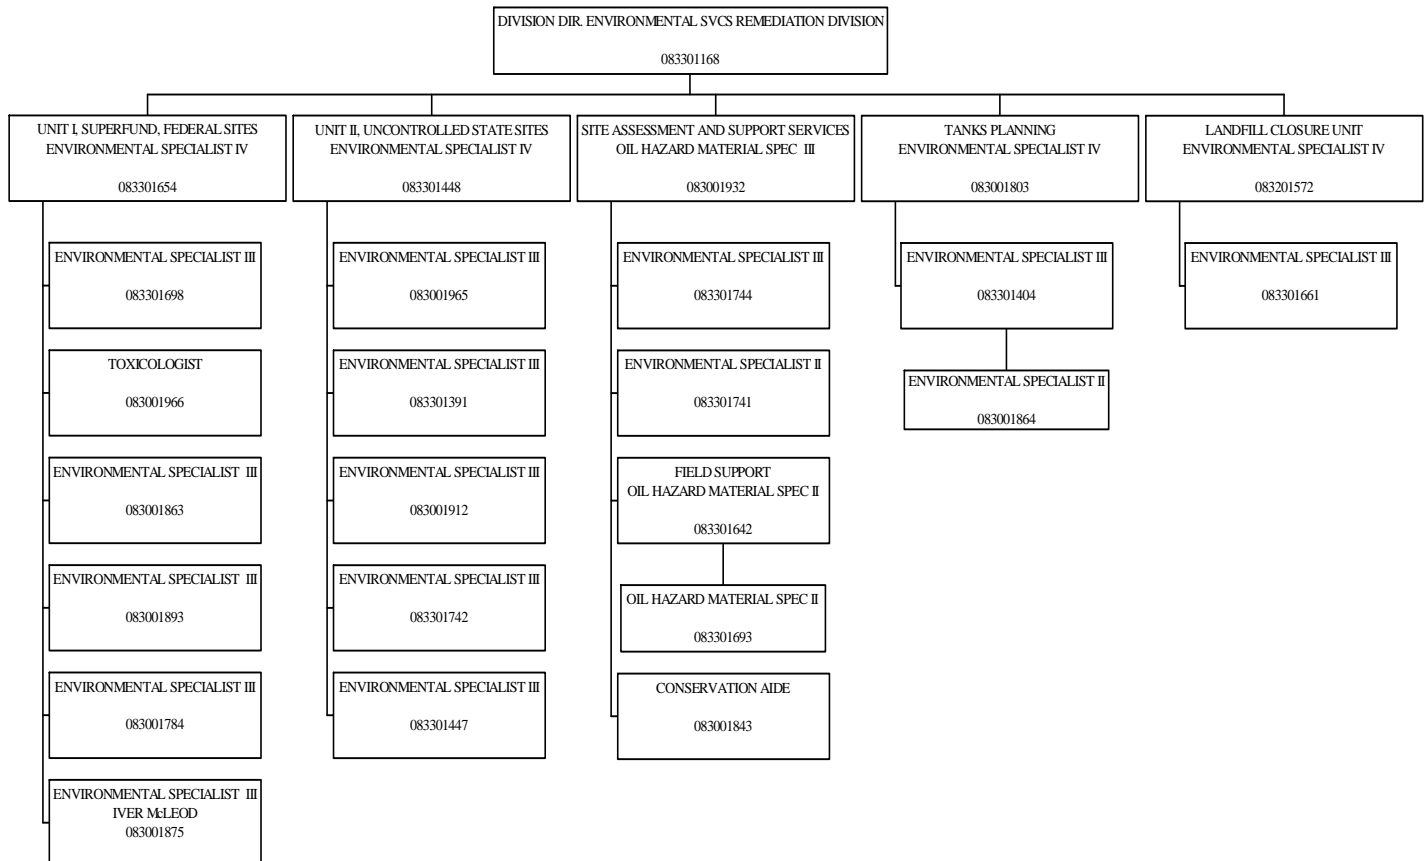 DIVISION DIR. ENVIRONMENTAL SVCS REMEDIATION DIVISION
083301168
UNIT I, SUPERFUND, FEDERAL SITES
ENVIRONMENTAL SPECIALIST IV
083301654
UNIT II, UNCONTROLLED STATE SITES
ENVIRONMENTAL SPECIALIST IV
083301448
SITE ASSESSMENT AND SUPPORT SERVICES
OIL HAZARD MATERIAL SPEC III
083001932
TANKS PLANNING
ENVIRONMENTAL SPECIALIST IV
083001803
LANDFILL CLOSURE UNIT
ENVIRONMENTAL SPECIALIST IV
083201572
ENVIRONMENTAL SPECIALIST III
083301698
TOXICOLOGIST
083001966
ENVIRONMENTAL SPECIALIST III
083001863
ENVIRONMENTAL SPECIALIST III
083001893
ENVIRONMENTAL SPECIALIST III
083001784
ENVIRONMENTAL SPECIALIST III
IVER McLEOD
083001875
ENVIRONMENTAL SPECIALIST III
083001965
ENVIRONMENTAL SPECIALIST III
083301391
ENVIRONMENTAL SPECIALIST III
083001912
ENVIRONMENTAL SPECIALIST III
083301742
ENVIRONMENTAL SPECIALIST III
083301447
ENVIRONMENTAL SPECIALIST III
083301744
ENVIRONMENTAL SPECIALIST II
083301741
FIELD SUPPORT
OIL HAZARD MATERIAL SPEC II
083301642
OIL HAZARD MATERIAL SPEC II
083301693
CONSERVATION AIDE
083001843
ENVIRONMENTAL SPECIALIST III
083301404
ENVIRONMENTAL SPECIALIST II
083001864
ENVIRONMENTAL SPECIALIST III
083301661